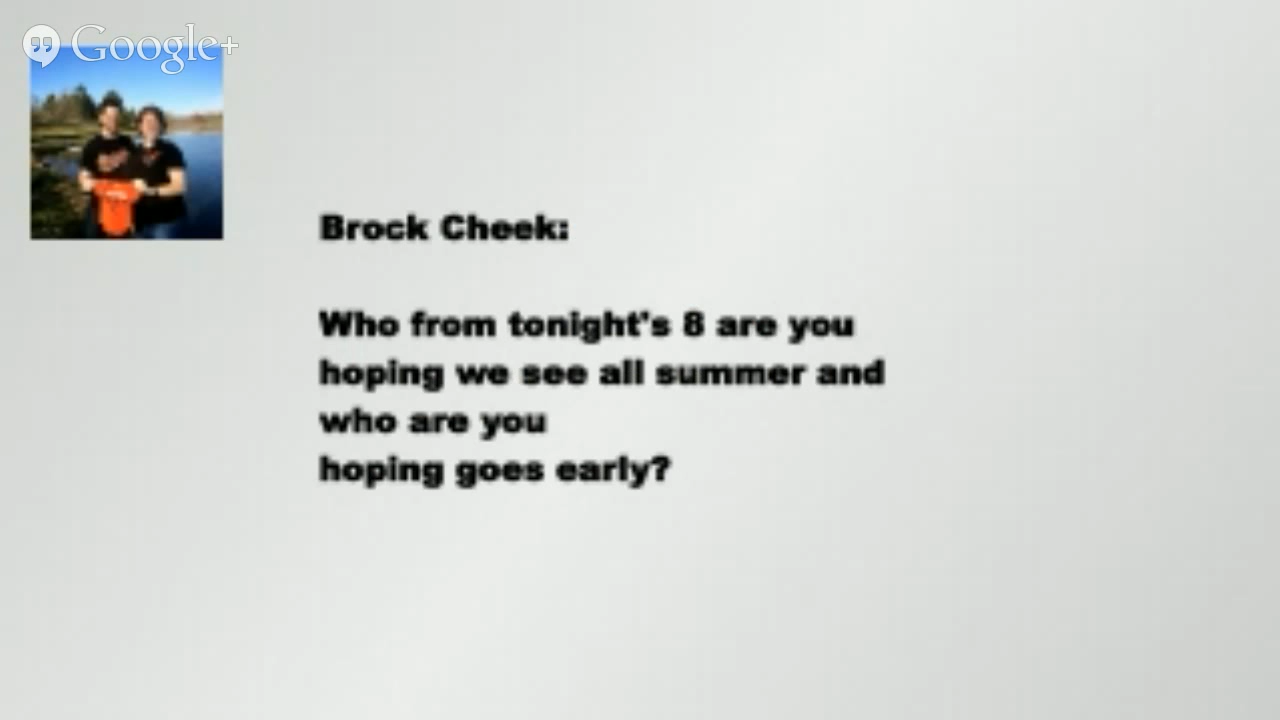 Google+
Brock Cheek:
Who from tonight's 8 are you
hoping we see all summer and
who are you
hoping goes early?